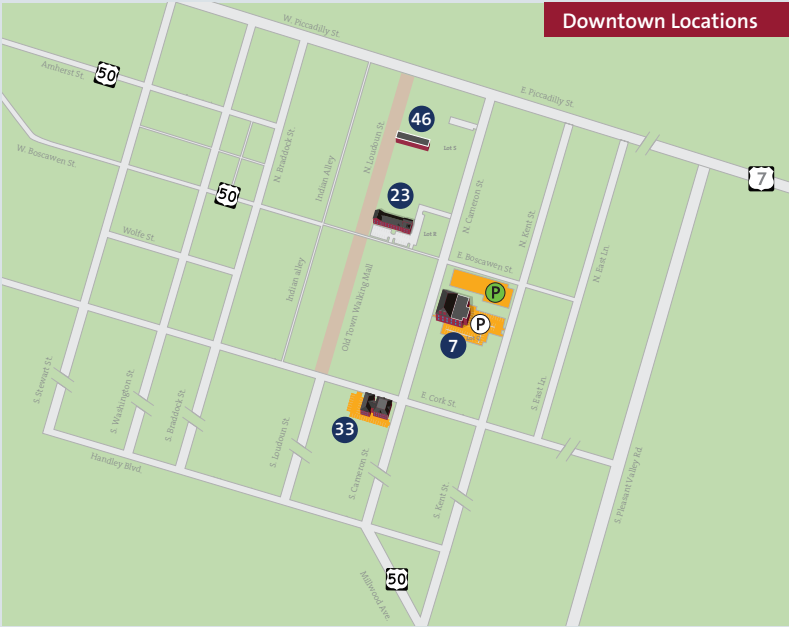 Downtown Locations
W. Piccadilly St.
Amherst St.
50
E. Piccadilly St.
46
Lot S
N. Loudoun St.
N. Braddock St.
Indian Alley
W. Boscawen St.
7
50
23
N. Cameron St.
N. Kent St.
Wolfe St.
Lot B
E. Boscawen St.
N. East Ln.
Indian alley
Old Town Walking Mall
P
P
7
S. Stewart St.
S. Washington St.
S. Braddock St.
E. Cork St.
S. East Ln.
33
S. Loudoun St.
S. Cameron St.
Handley Blvd.
S. Kent St.
S. Pleasant Valley Rd
50
Millwood Ave.